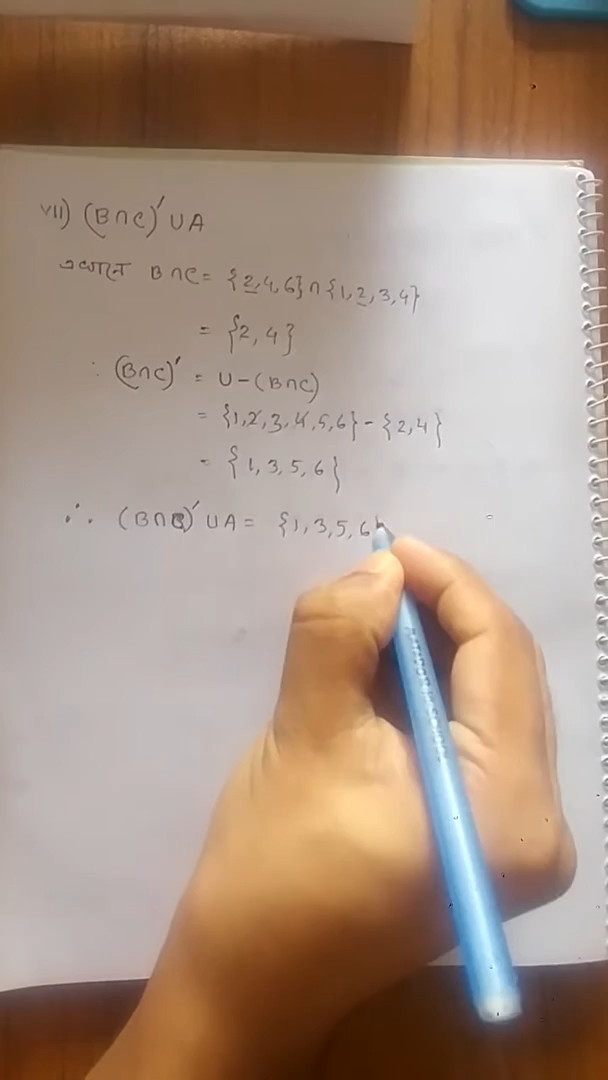 vii) (B∩C)′∪A
এখানে B∩C = {2,4,6}∩{1,2,3,4}
= {2,4}
∴ (B∩C)′ = U-(B∩C)
= {1,2,3,4,5,6} - {2,4}
= {1,3,5,6}
∴ (B∩C)′∪A = {1,3,5,6}